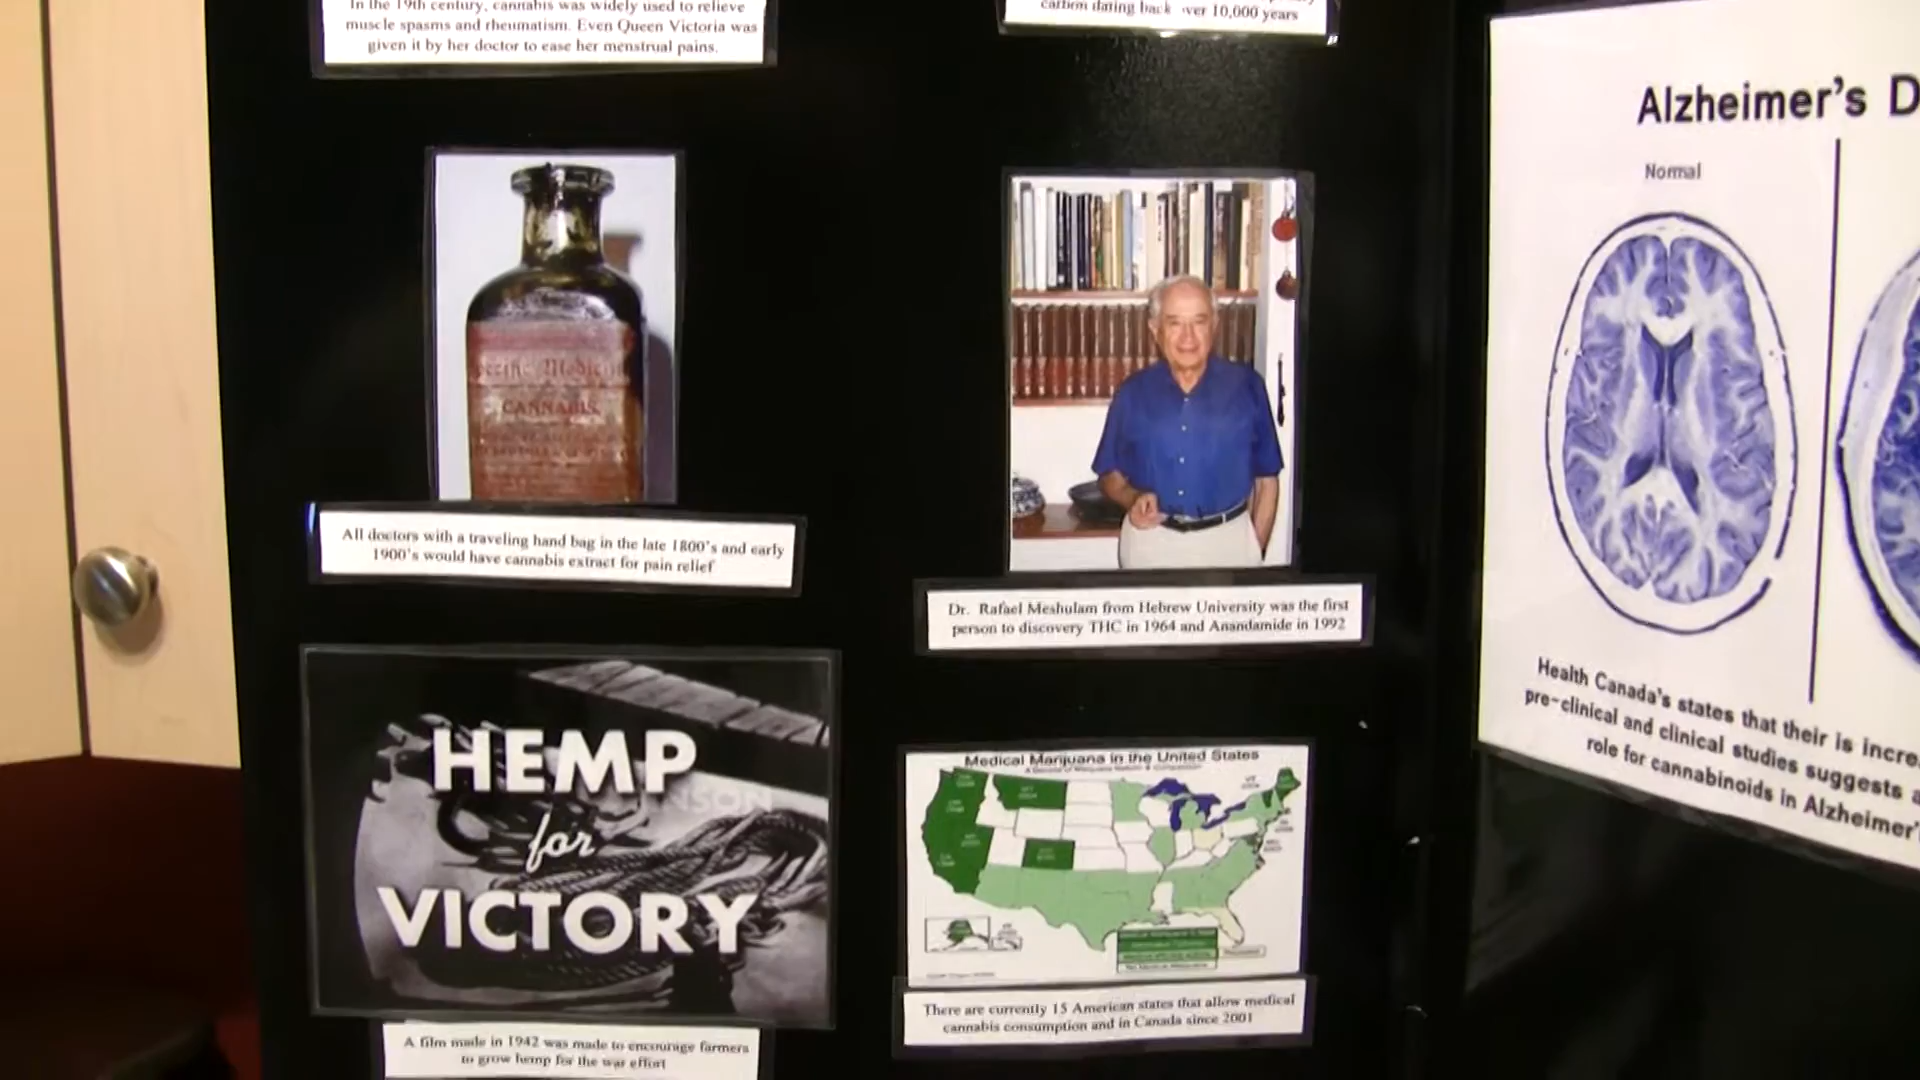 In the 19th century, cannabis was widely used to relieve
muscle spasms and rheumatism. Even Queen Victoria was
given it by her doctor to ease her menstrual pains.
carbon dating back over 10,000 years
CANNABIS
All doctors with a traveling hand bag in the late 1800's and early
1900's would have cannabis extract for pain relief
Dr. Rafael Meshulam from Hebrew University was the first
person to discovery THC in 1964 and Anandamide in 1992
HEMP
for
VICTORY
A film made in 1942 was made to encourage farmers
to grow hemp for the war effort
Medical Marijuana in the United States
There are currently 15 American states that allow medical
cannabis consumption and in Canada since 2001
Alzheimer's D
Normal
Health Canada's states that their is incre
pre-clinical and clinical studies suggests a
role for cannabinoids in Alzheimer'